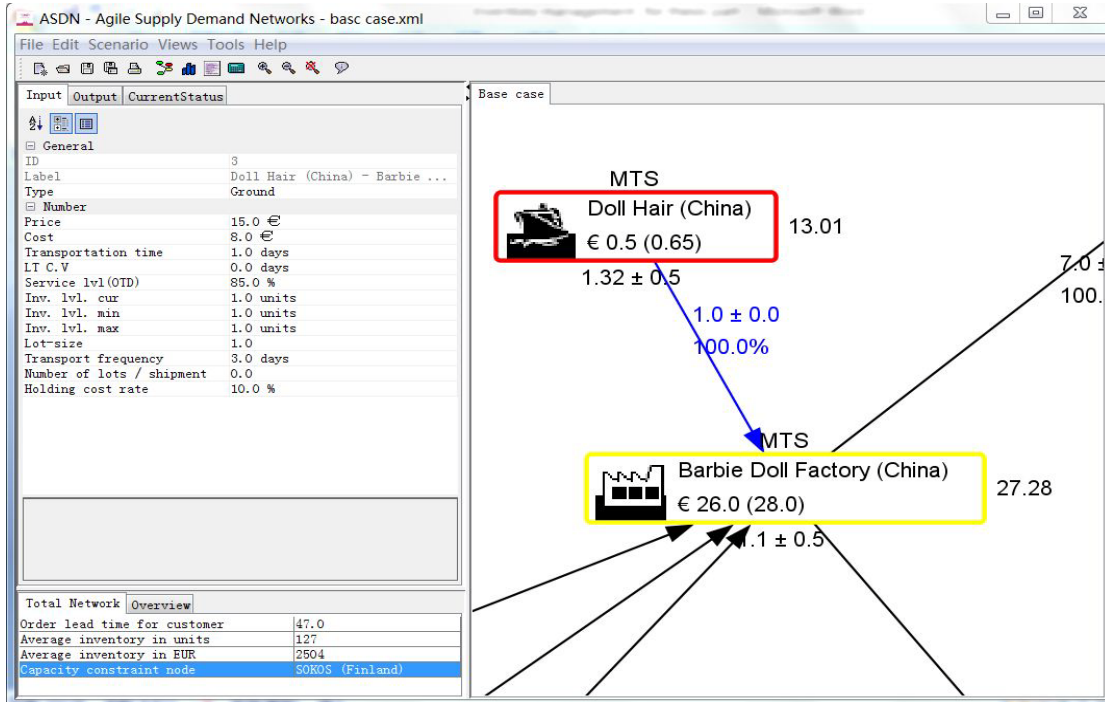 ASDN - Agile Supply Demand Networks - basc case.xml
File Edit Scenario Views Tools Help
Input Output CurrentStatus
General
ID 3
Label Doll Hair (China) - Barbie ...
Type Ground
Number
Price 15.0 €
Cost 8.0 €
Transportation time 1.0 days
LT C.V 0.0 days
Service lvl(OTD) 85.0 %
Inv. lvl. cur 1.0 units
Inv. lvl. min 1.0 units
Inv. lvl. max 1.0 units
Lot-size 1.0
Transport frequency 3.0 days
Number of lots / shipment 0.0
Holding cost rate 10.0 %
Total Network Overview
Order lead time for customer 47.0
Average inventory in units 127
Average inventory in EUR 2504
Capacity constraint node SOKOS (Finland)
Base case
MTS
Doll Hair (China)
€ 0.5 (0.65)
13.01
1.32 ± 0.5
7.0 ±
100.
1.0 ± 0.0
100.0%
MTS
Barbie Doll Factory (China)
€ 26.0 (28.0)
27.28
1.1 ± 0.5